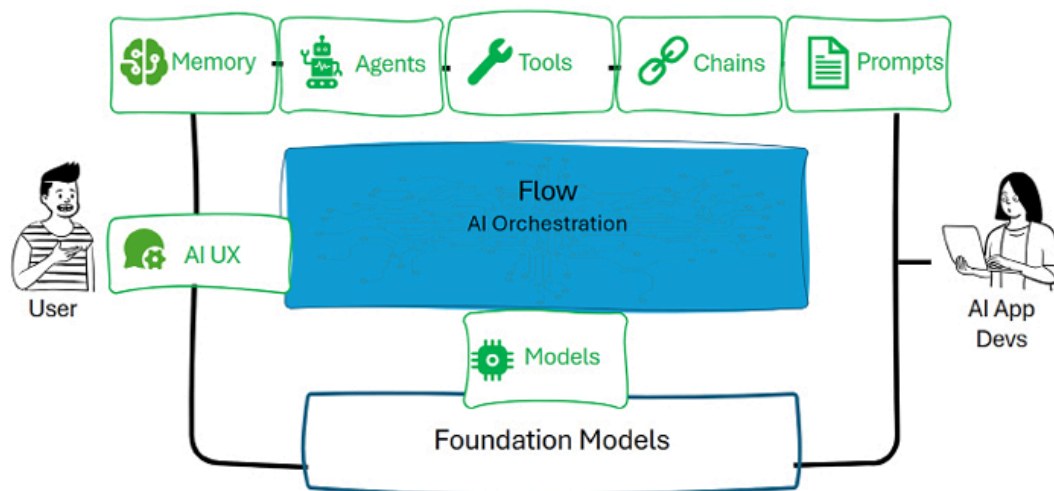 Memory
Agents
Tools
Chains
Prompts
Flow
AI Orchestration
AI UX
User
AI App
Devs
Models
Foundation Models